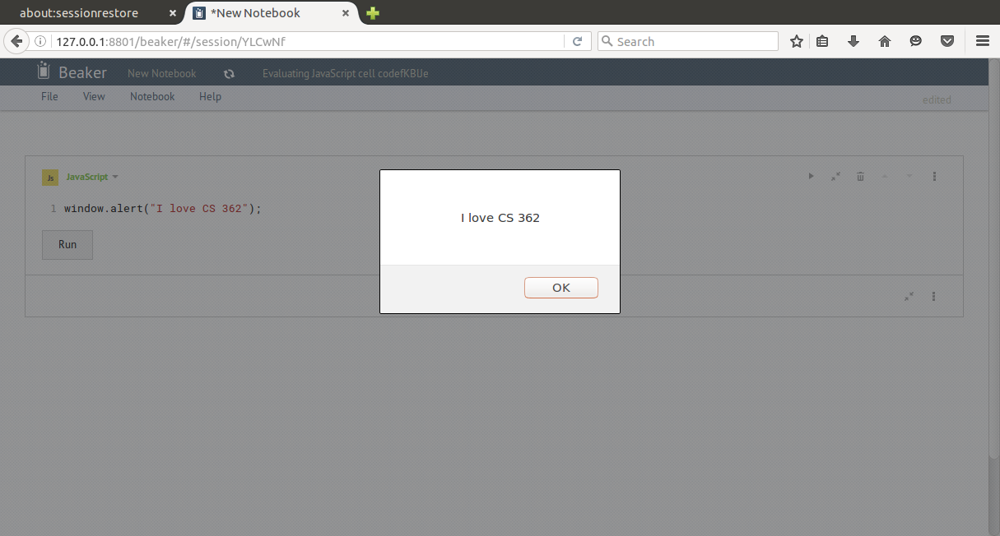 about:sessionrestore
*New Notebook
127.0.0.1:8801/beaker/#/session/YLCwNf
Search
Beaker New Notebook Evaluating JavaScript cell codefKBlJe
File View Notebook Help
edited
Js JavaScript
1 window.alert("I love CS 362");
Run
I love CS 362
OK